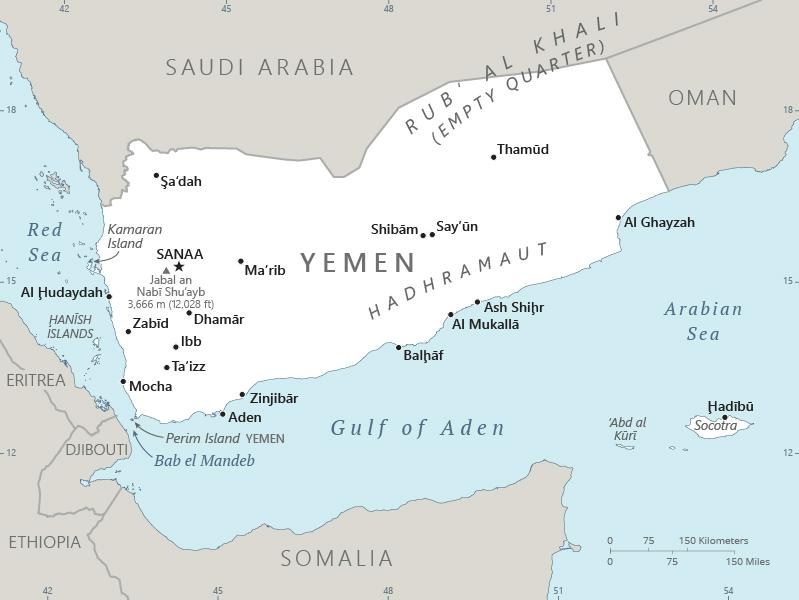 42
45
48
51
54
SAUDI ARABIA
RUB' AL KHALI
(EMPTY QUARTER)
OMAN
18
18
Thamūd
Şa'dah
Al Ghayzah
Shibām
Say'ūn
Kamaran
Island
Red
Sea
SANAA
Ma'rib
YEMEN
HADHRAMAUT
Jabal an
Nabī Shu'ayb
3,666 m (12,028 ft)
15
15
Al Ḩudaydah
Ash Shiḩr
Al Mukallā
Arabian
Sea
ḨANĪSH
ISLANDS
Zabīd
Dhamār
Ibb
Balḩāf
Ta'izz
ERITREA
Mocha
Zinjibār
Aden
Ḩadībū
Socotra
'Abd al
Kūrī
Gulf of Aden
Perim Island YEMEN
DJIBOUTI
Bab el Mandeb
12
12
ETHIOPIA
SOMALIA
0 75 150 Kilometers
0 75 150 Miles
42
45
48
51
54